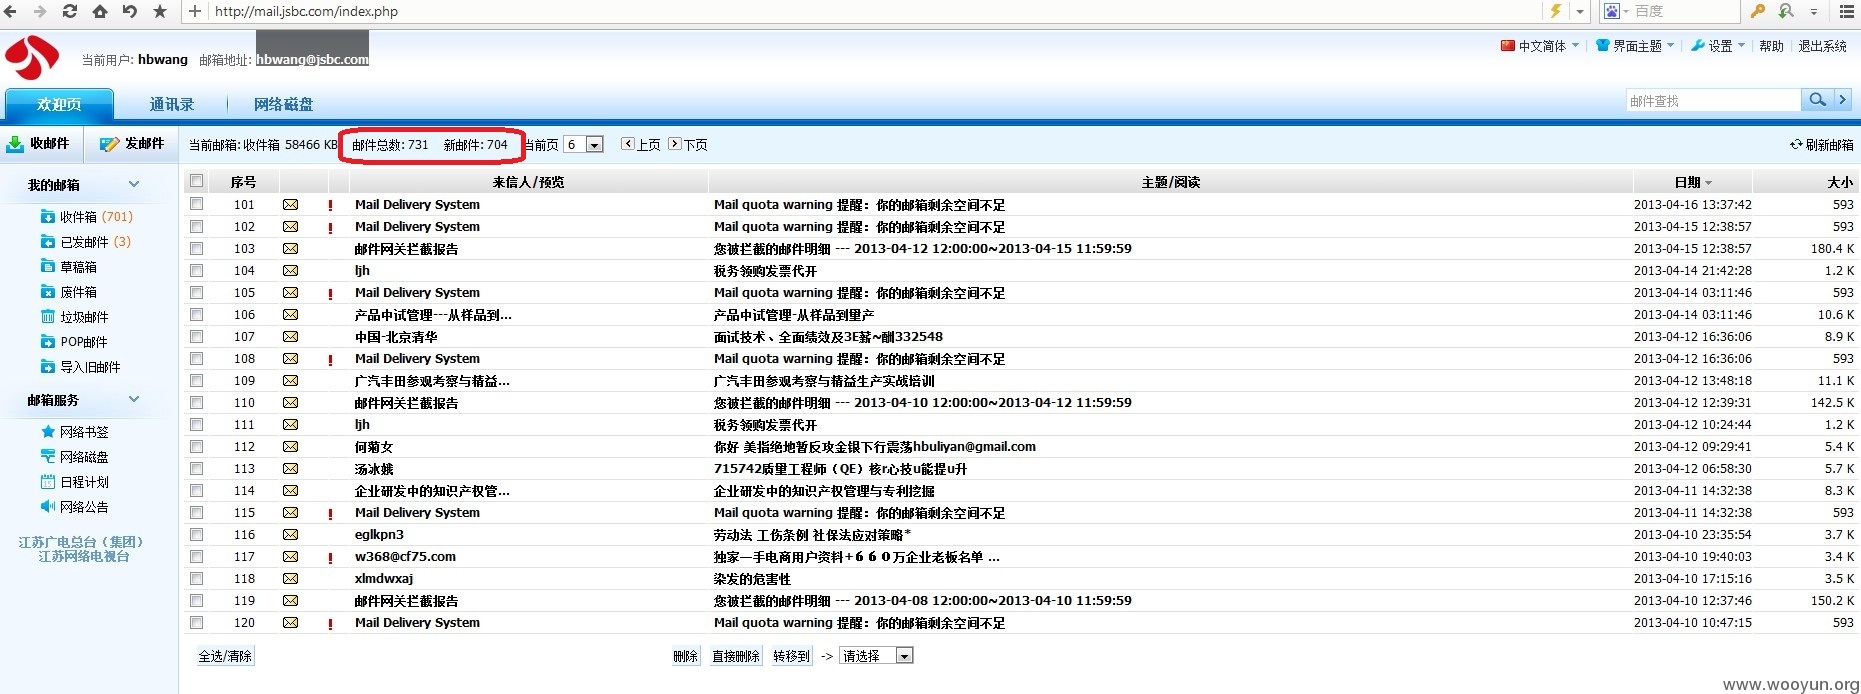 http://mail.jsbc.com/index.php 百度
当前用户: hbwang 邮箱地址: hbwang@jsbc.com 中文简体 界面主题 设置 帮助 退出系统
欢迎页 通讯录 网络磁盘 邮件查找
收邮件 发邮件 当前邮箱: 收件箱 58466 KB 邮件总数: 731 新邮件: 704 当前页 6 上页 下页 刷新邮箱
我的邮箱
收件箱 (701)
已发邮件 (3)
草稿箱
废件箱
垃圾邮件
POP邮件
导入旧邮件
邮箱服务
网络书签
网络磁盘
日程计划
网络公告
江苏广电总台（集团）
江苏网络电视台
序号 来信人/预览 主题/阅读 日期 大小
101 ! Mail Delivery System Mail quota warning 提醒：你的邮箱剩余空间不足 2013-04-16 13:37:42 593
102 ! Mail Delivery System Mail quota warning 提醒：你的邮箱剩余空间不足 2013-04-15 12:38:57 593
103 邮件网关拦截报告 您被拦截的邮件明细 --- 2013-04-12 12:00:00~2013-04-15 11:59:59 2013-04-15 12:38:57 180.4 K
104 ljh 税务领购发票代开 2013-04-14 21:42:28 1.2 K
105 ! Mail Delivery System Mail quota warning 提醒：你的邮箱剩余空间不足 2013-04-14 03:11:46 593
106 产品中试管理---从样品到... 产品中试管理-从样品到量产 2013-04-14 03:11:46 10.6 K
107 中国-北京清华 面试技术、全面绩效及3E薪~酬332548 2013-04-12 16:36:06 8.9 K
108 ! Mail Delivery System Mail quota warning 提醒：你的邮箱剩余空间不足 2013-04-12 16:36:06 593
109 广汽丰田参观考察与精益... 广汽丰田参观考察与精益生产实战培训 2013-04-12 13:48:18 11.1 K
110 邮件网关拦截报告 您被拦截的邮件明细 --- 2013-04-10 12:00:00~2013-04-12 11:59:59 2013-04-12 12:39:31 142.5 K
111 ljh 税务领购发票代开 2013-04-12 10:24:44 1.2 K
112 何菊女 你好 美指绝地暂反攻金银下行震荡hbuliyan@gmail.com 2013-04-12 09:29:41 5.4 K
113 汤冰娥 715742质量工程师（QE）核r心技u能提u升 2013-04-12 06:58:30 5.7 K
114 企业研发中的知识产权管... 企业研发中的知识产权管理与专利挖掘 2013-04-11 14:32:38 8.3 K
115 ! Mail Delivery System Mail quota warning 提醒：你的邮箱剩余空间不足 2013-04-11 14:32:38 593
116 eglkpn3 劳动法 工伤条例 社保法应对策略* 2013-04-10 23:35:54 3.7 K
117 ! w368@cf75.com 独家一手电商用户资料+６６０万企业老板名单 ... 2013-04-10 19:40:03 3.4 K
118 xlmdwxaj 染发的危害性 2013-04-10 17:15:16 3.5 K
119 邮件网关拦截报告 您被拦截的邮件明细 --- 2013-04-08 12:00:00~2013-04-10 11:59:59 2013-04-10 12:37:46 150.2 K
120 ! Mail Delivery System Mail quota warning 提醒：你的邮箱剩余空间不足 2013-04-10 10:47:15 593
全选/清除 删除 直接删除 转移到 -> 请选择
www.wooyun.org